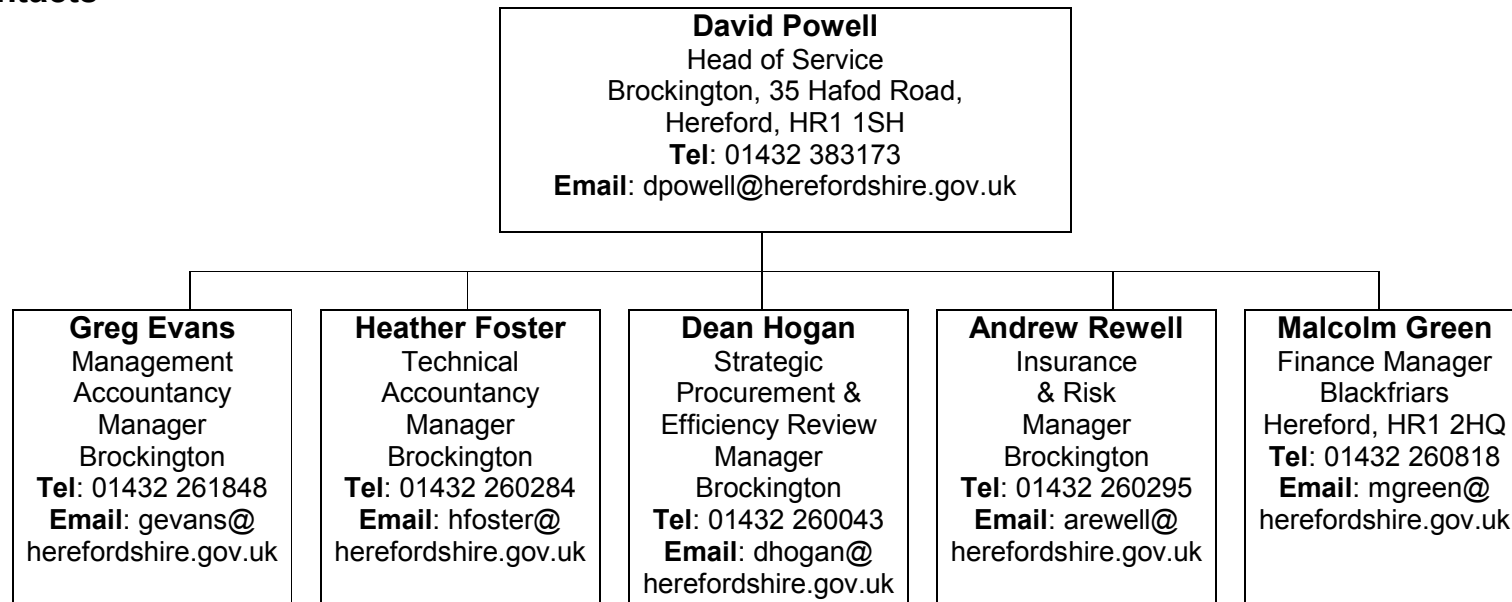 David Powell
Head of Service
Brockington, 35 Hafod Road,
Hereford, HR1 1SH
Tel: 01432 383173
Email: dpowell@herefordshire.gov.uk
Greg Evans
Management
Accountancy
Manager
Brockington
Tel: 01432 261848
Email: gevans@
herefordshire.gov.uk
Heather Foster
Technical
Accountancy
Manager
Brockington
Tel: 01432 260284
Email: hfoster@
herefordshire.gov.uk
Dean Hogan
Strategic
Procurement &
Efficiency Review
Manager
Brockington
Tel: 01432 260043
Email: dhogan@
herefordshire.gov.uk
Andrew Rewell
Insurance
& Risk
Manager
Brockington
Tel: 01432 260295
Email: arewell@
herefordshire.gov.uk
Malcolm Green
Finance Manager
Blackfriars
Hereford, HR1 2HQ
Tel: 01432 260818
Email: mgreen@
herefordshire.gov.uk